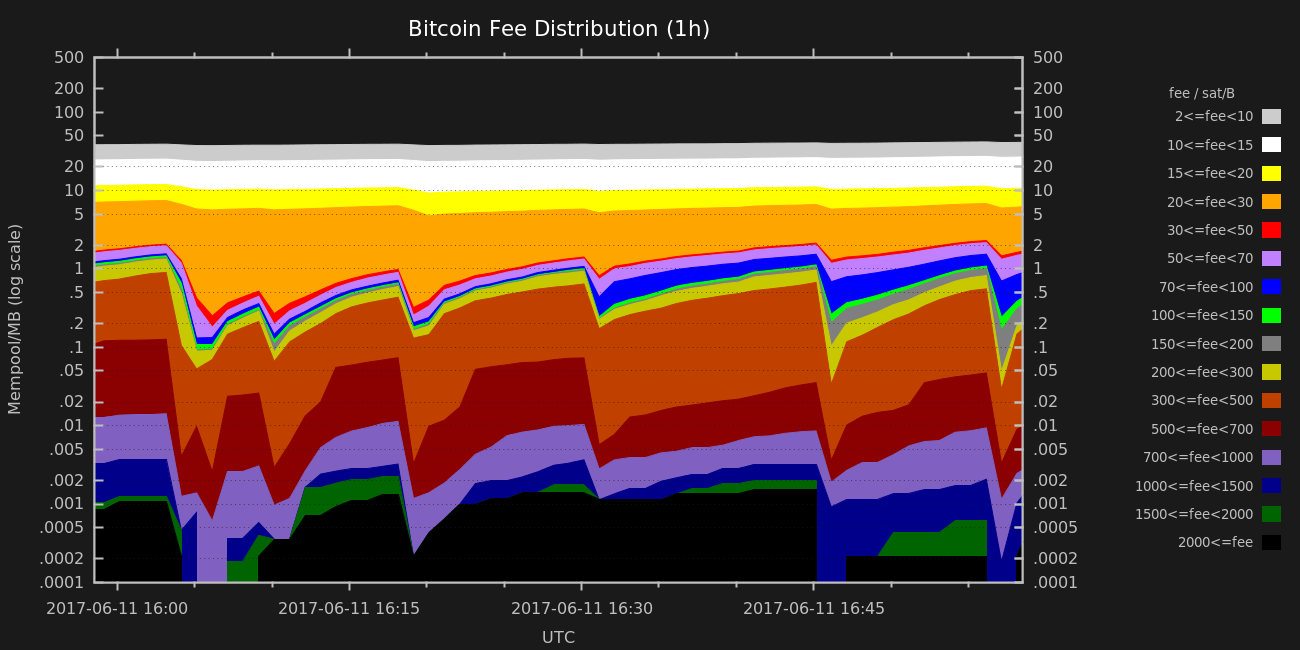 Bitcoin Fee Distribution (1h)
Mempool/MB (log scale)
500
200
100
50
20
10
5
2
1
.5
.2
.1
.05
.02
.01
.005
.002
.001
.0005
.0002
.0001
500
200
100
50
20
10
5
2
1
.5
.2
.1
.05
.02
.01
.005
.002
.001
.0005
.0002
.0001
2017-06-11 16:00
2017-06-11 16:15
2017-06-11 16:30
2017-06-11 16:45
UTC
fee / sat/B
2<=fee<10
10<=fee<15
15<=fee<20
20<=fee<30
30<=fee<50
50<=fee<70
70<=fee<100
100<=fee<150
150<=fee<200
200<=fee<300
300<=fee<500
500<=fee<700
700<=fee<1000
1000<=fee<1500
1500<=fee<2000
2000<=fee